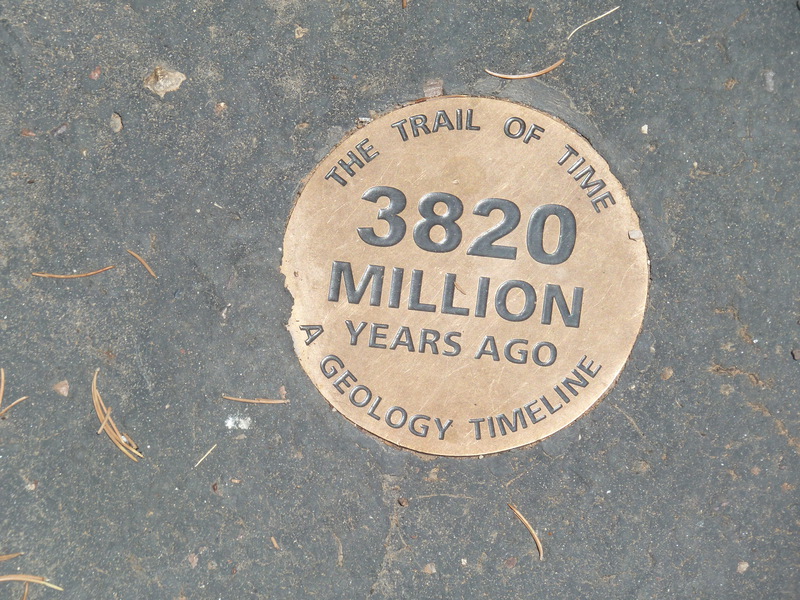 THE TRAIL OF TIME
3820
MILLION
YEARS AGO
A GEOLOGY TIMELINE